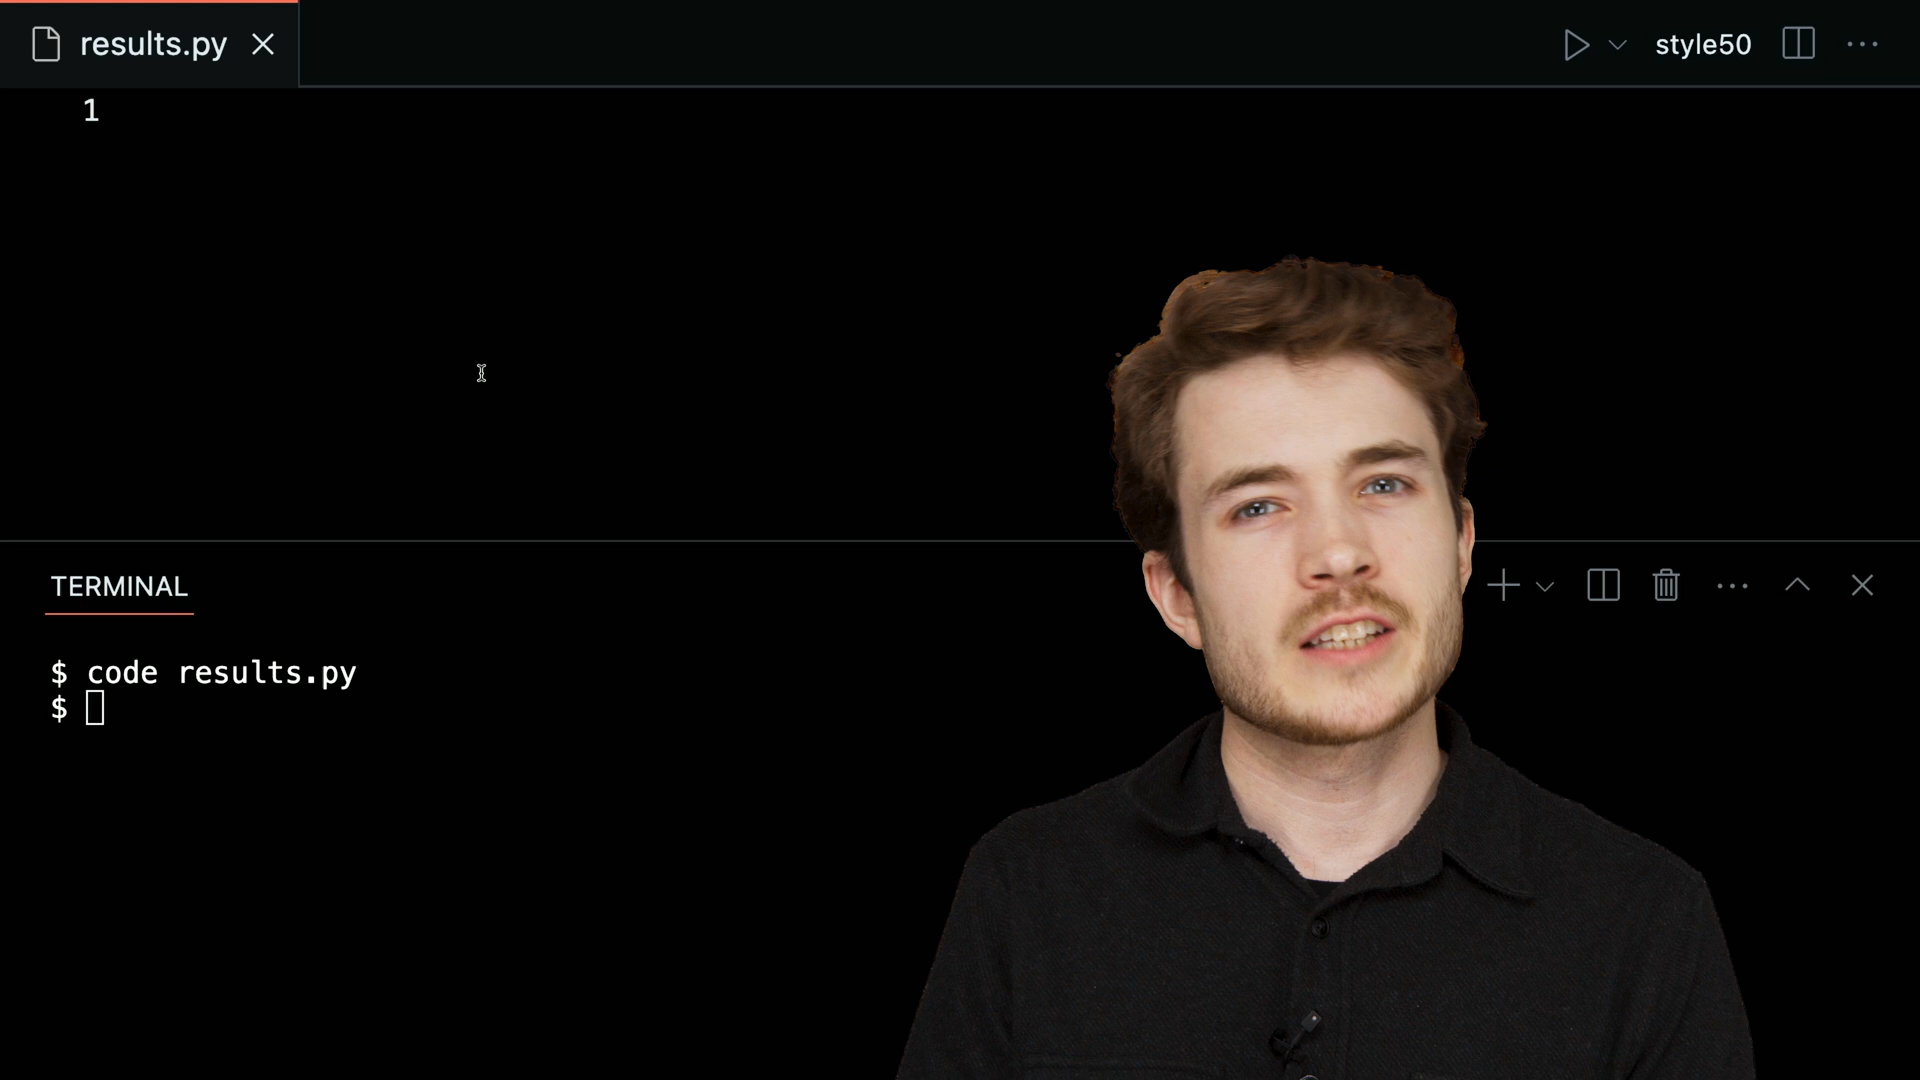 results.py
style50
1
TERMINAL
$ code results.py
$